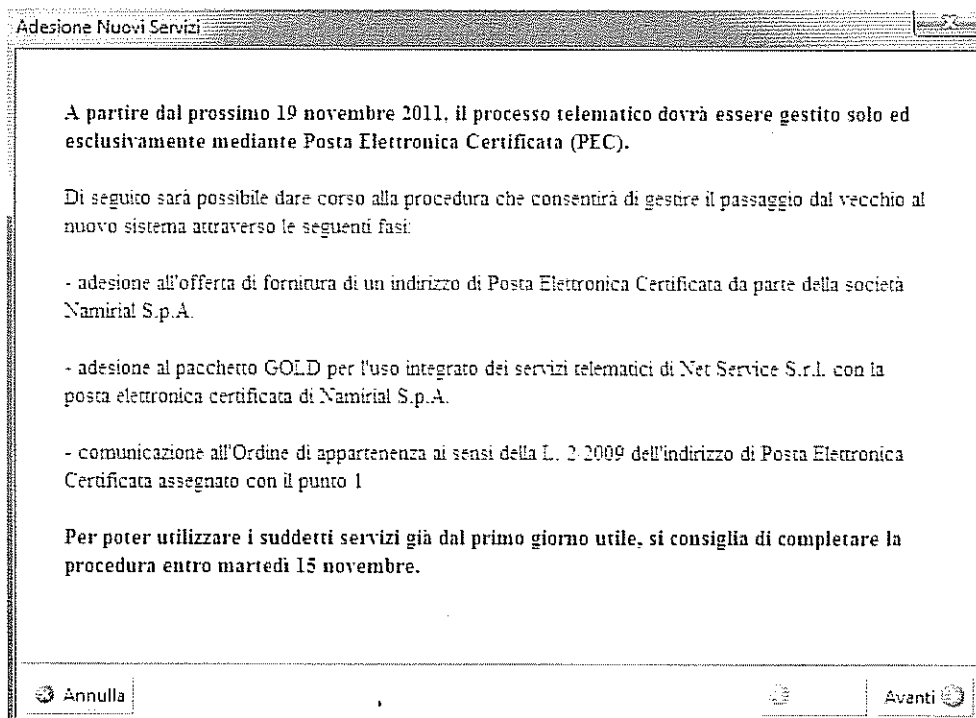 Adesione Nuovi Servizi
A partire dal prossimo 19 novembre 2011, il processo telematico dovrà essere gestito solo ed
esclusivamente mediante Posta Elettronica Certificata (PEC).
Di seguito sarà possibile dare corso alla procedura che consentirà di gestire il passaggio dal vecchio al
nuovo sistema attraverso le seguenti fasi:
- adesione all'offerta di fornitura di un indirizzo di Posta Elettronica Certificata da parte della società
Namirial S.p.A.
- adesione al pacchetto GOLD per l'uso integrato dei servizi telematici di Net Service S.r.l. con la
posta elettronica certificata di Namirial S.p.A.
- comunicazione all'Ordine di appartenenza ai sensi della L. 2/2009 dell'indirizzo di Posta Elettronica
Certificata assegnato con il punto 1
Per poter utilizzare i suddetti servizi già dal primo giorno utile, si consiglia di completare la
procedura entro martedì 15 novembre.
Annulla
Avanti